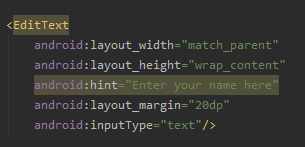 <EditText
android:layout_width="match_parent"
android:layout_height="wrap_content"
android:hint="Enter your name here"
android:layout_margin="20dp"
android:inputType="text"/>